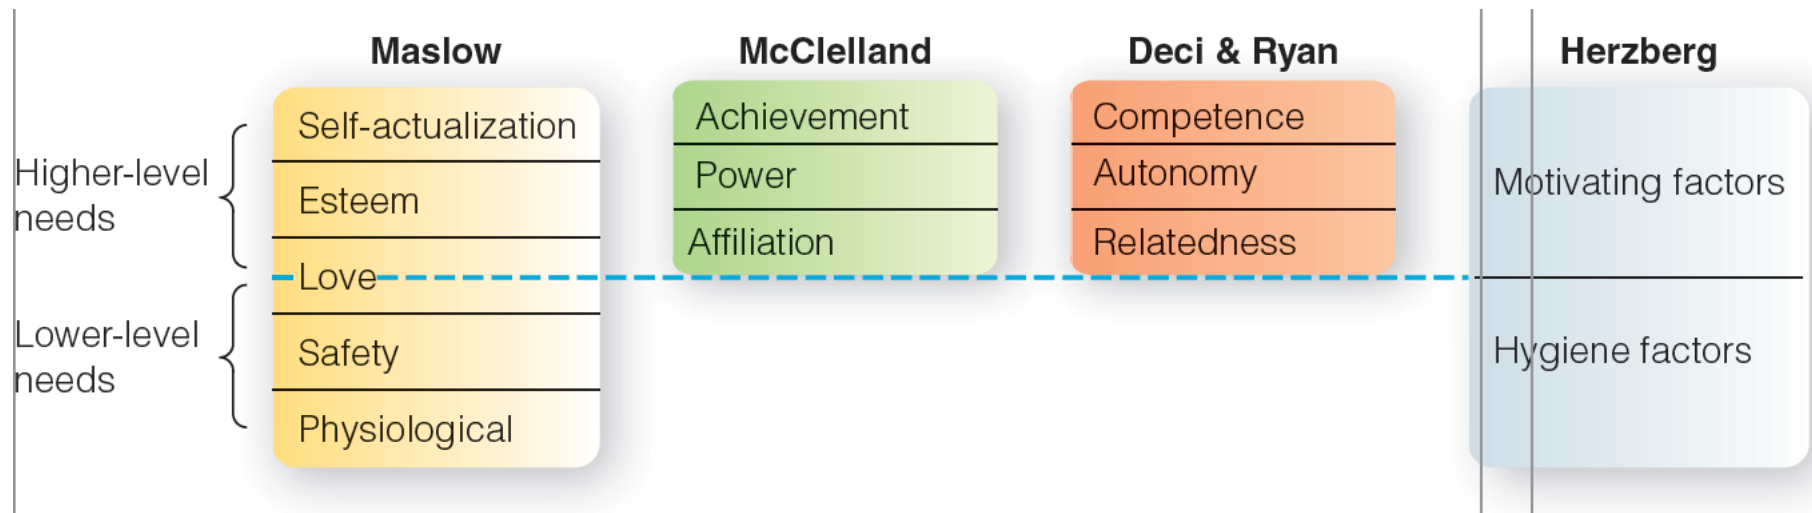 Maslow
McClelland
Deci & Ryan
Herzberg
Higher-level
needs
Lower-level
needs
Self-actualization
Esteem
Love
Safety
Physiological
Achievement
Power
Affiliation
Competence
Autonomy
Relatedness
Motivating factors
Hygiene factors